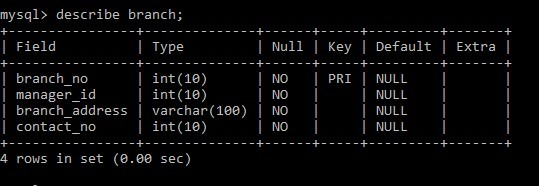 mysql> describe branch;
+----------------+--------------+------+-----+---------+-------+
| Field          | Type         | Null | Key | Default | Extra |
+----------------+--------------+------+-----+---------+-------+
| branch_no      | int(10)      | NO   | PRI | NULL    |       |
| manager_id     | int(10)      | NO   |     | NULL    |       |
| branch_address | varchar(100) | NO   |     | NULL    |       |
| contact_no     | int(10)      | NO   |     | NULL    |       |
+----------------+--------------+------+-----+---------+-------+
4 rows in set (0.00 sec)